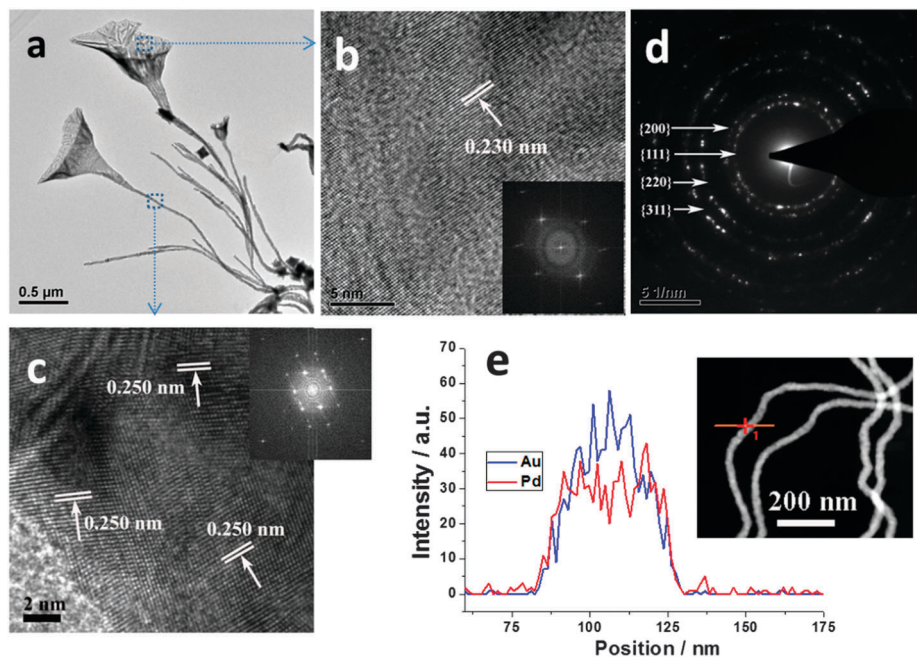 a
0.5 µm
b
0.230 nm
5 nm
d
{200}
{111}
{220}
{311}
5 1/nm
c
0.250 nm
0.250 nm
0.250 nm
2 nm
e
70
60
50
40
30
20
10
0
Intensity / a.u.
Au
Pd
75
100
125
150
175
Position / nm
1
200 nm